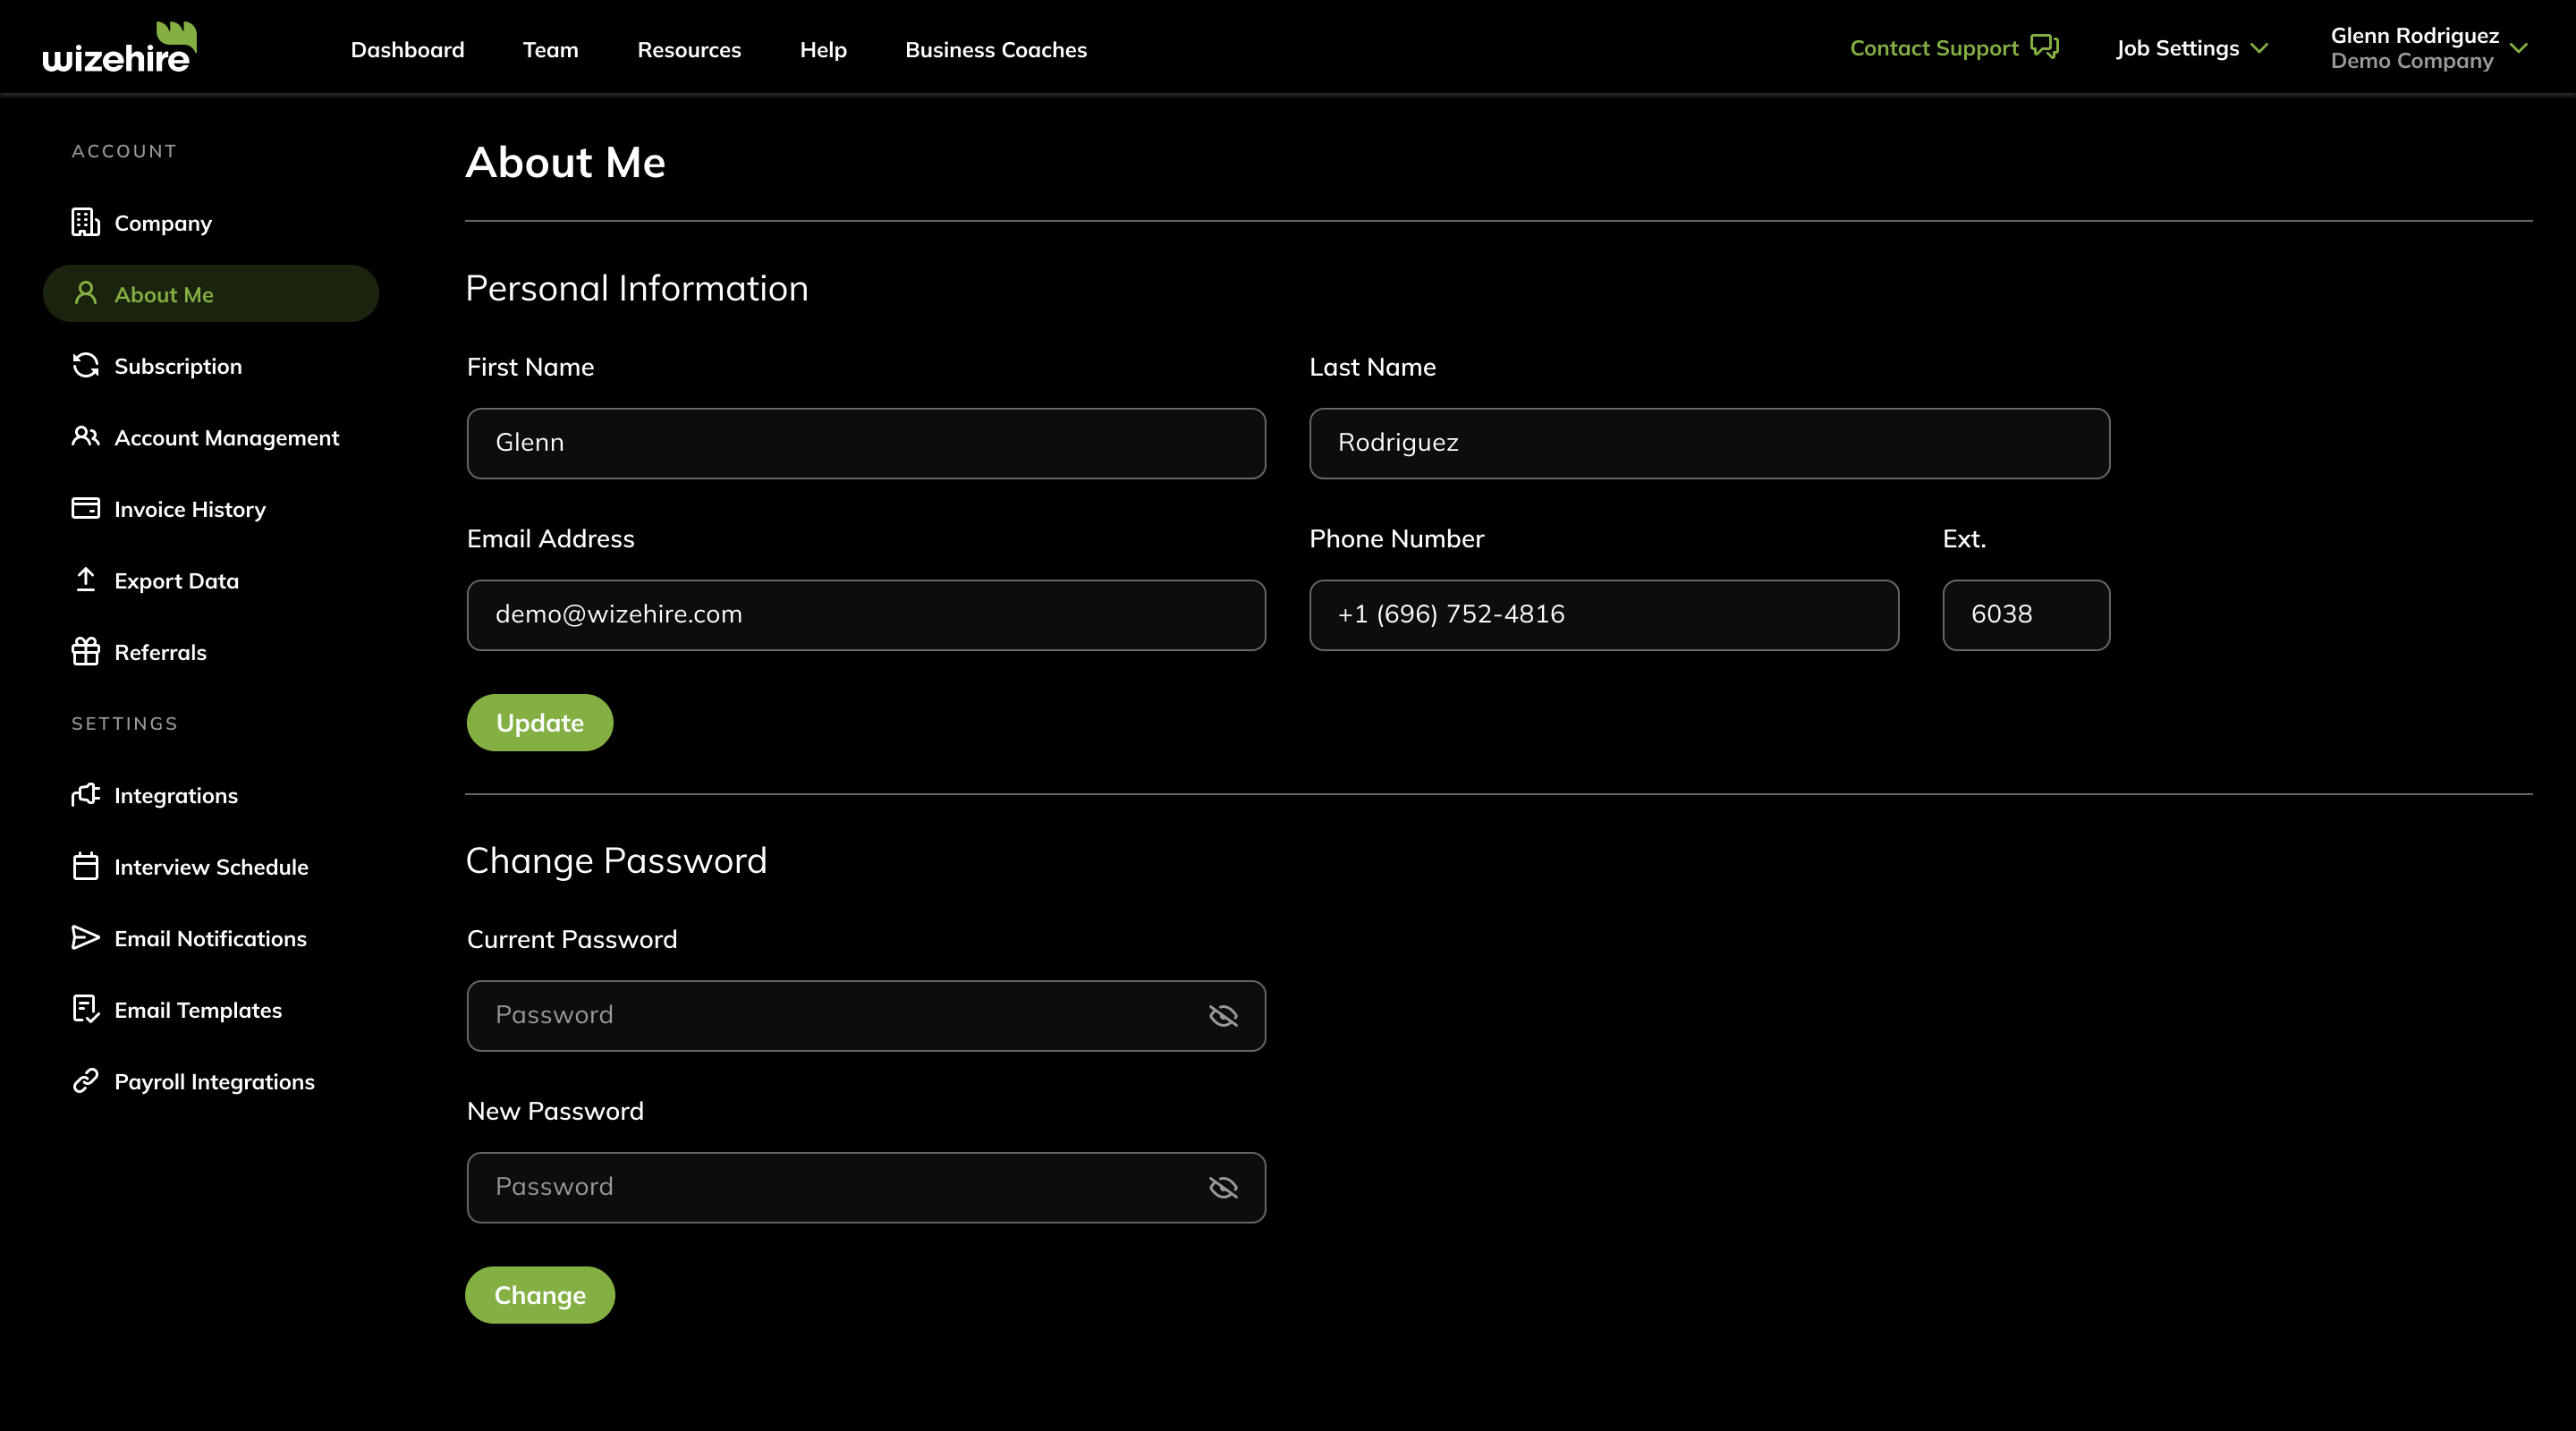 wizehire
Dashboard Team Resources Help Business Coaches
Contact Support Job Settings Glenn Rodriguez
Demo Company
ACCOUNT
Company
About Me
Subscription
Account Management
Invoice History
Export Data
Referrals
SETTINGS
Integrations
Interview Schedule
Email Notifications
Email Templates
Payroll Integrations
About Me
Personal Information
First Name Last Name
Glenn Rodriguez
Email Address Phone Number Ext.
demo@wizehire.com +1 (696) 752-4816 6038
Update
Change Password
Current Password
Password
New Password
Password
Change